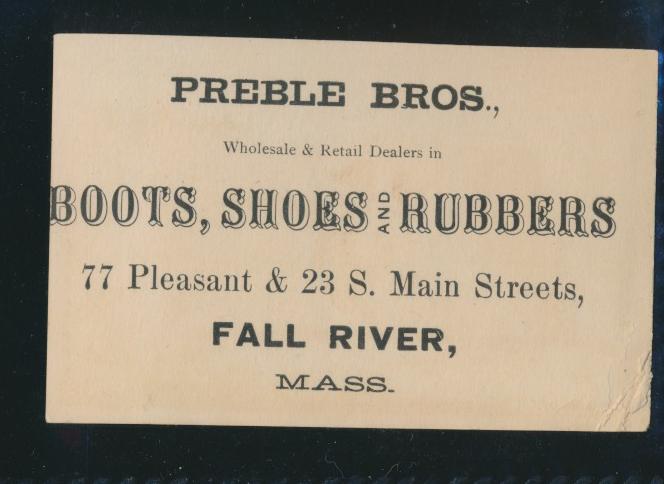 PREBLE BROS.,
Wholesale & Retail Dealers in
BOOTS, SHOES AND RUBBERS
77 Pleasant & 23 S. Main Streets,
FALL RIVER,
MASS.